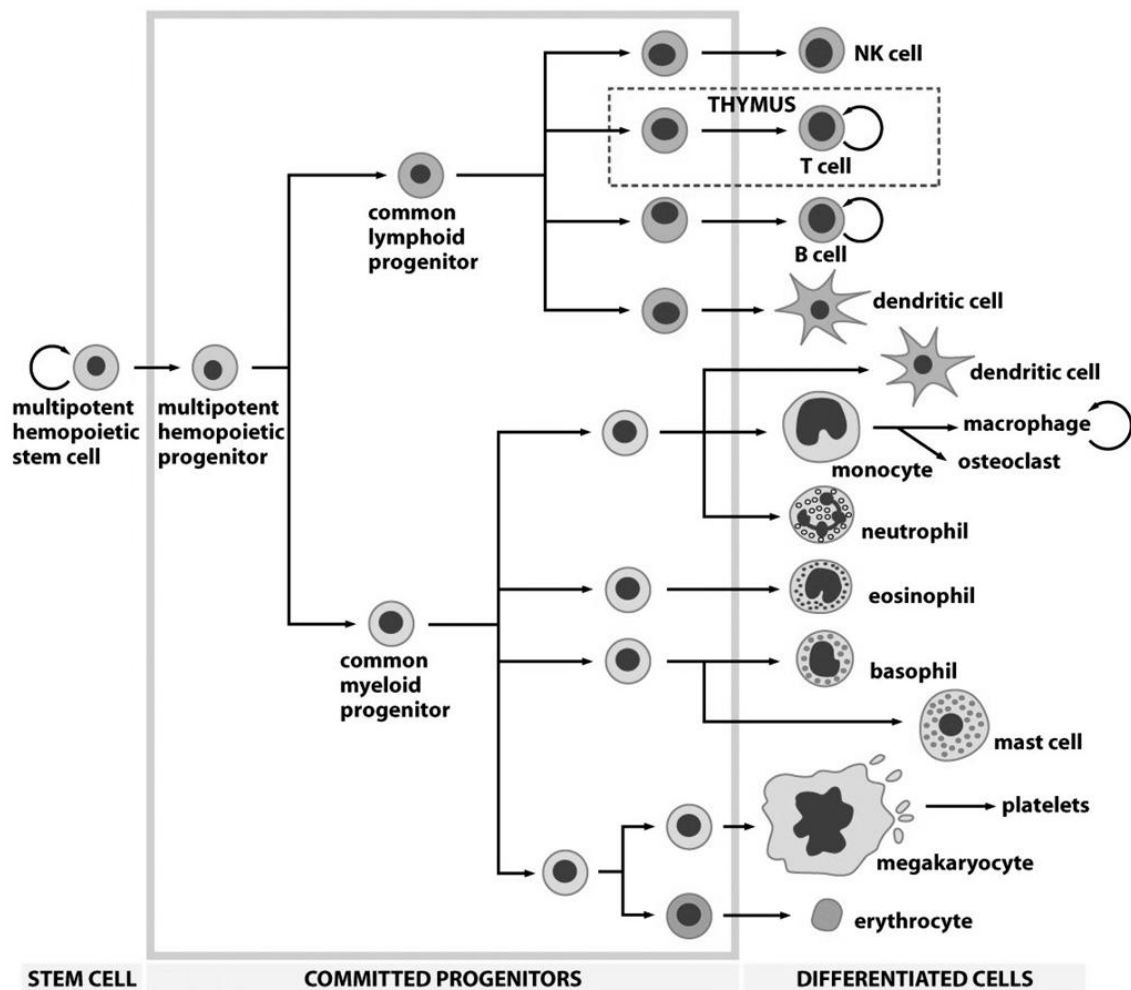 NK cell
THYMUS
T cell
common
lymphoid
progenitor
B cell
dendritic cell
dendritic cell
multipotent
hemopoietic
stem cell
multipotent
hemopoietic
progenitor
macrophage
monocyte
osteoclast
neutrophil
eosinophil
common
myeloid
progenitor
basophil
mast cell
platelets
megakaryocyte
erythrocyte
STEM CELL
COMMITTED PROGENITORS
DIFFERENTIATED CELLS